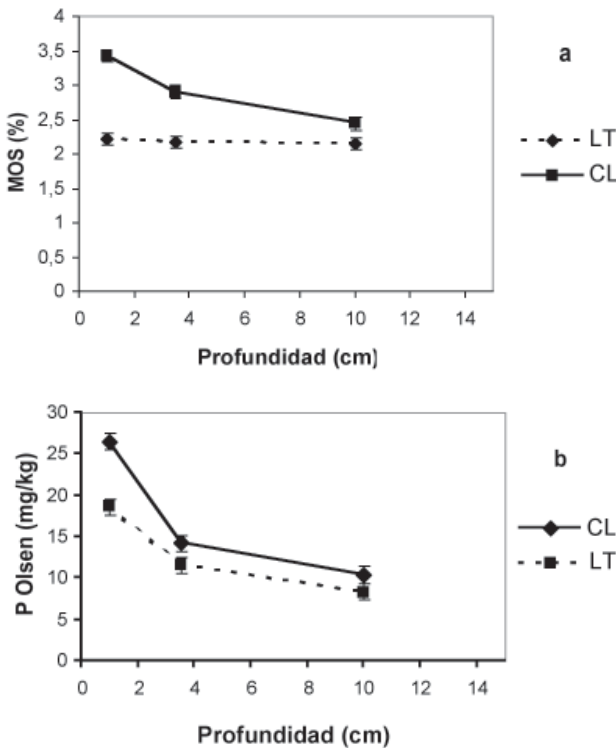 a
MOS (%)
4
3,5
3
2,5
2
1,5
1
0,5
0
0 2 4 6 8 10 12 14
Profundidad (cm)
LT
CL
b
P Olsen (mg/kg)
30
25
20
15
10
5
0
0 2 4 6 8 10 12 14
Profundidad (cm)
CL
LT